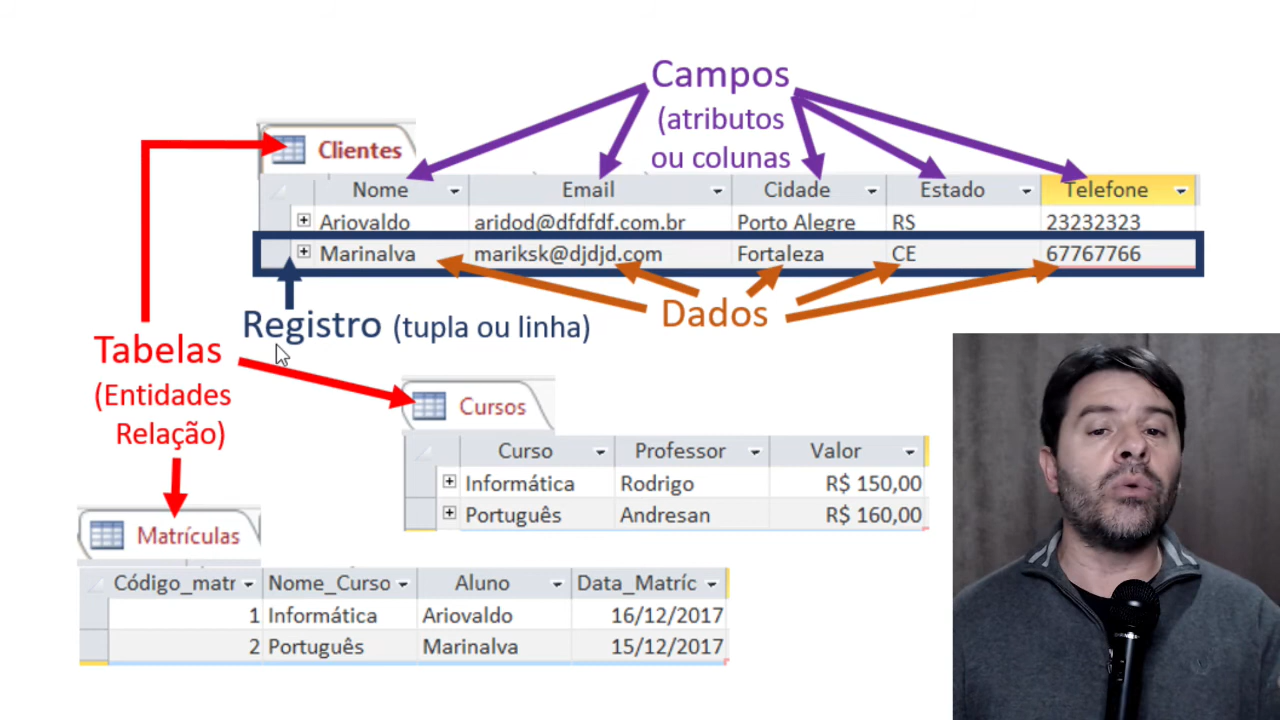 Campos
(atributos
ou colunas
Clientes
Nome Email Cidade Estado Telefone
Ariovaldo aridod@dfdfdf.com.br Porto Alegre RS 23232323
Marinalva mariksk@djdjd.com Fortaleza CE 67767766
Registro (tupla ou linha)
Dados
Tabelas
(Entidades
Relação)
Cursos
Curso Professor Valor
Informática Rodrigo R$ 150,00
Português Andresan R$ 160,00
Matrículas
Código_matr Nome_Curso Aluno Data_Matríc
1 Informática Ariovaldo 16/12/2017
2 Português Marinalva 15/12/2017